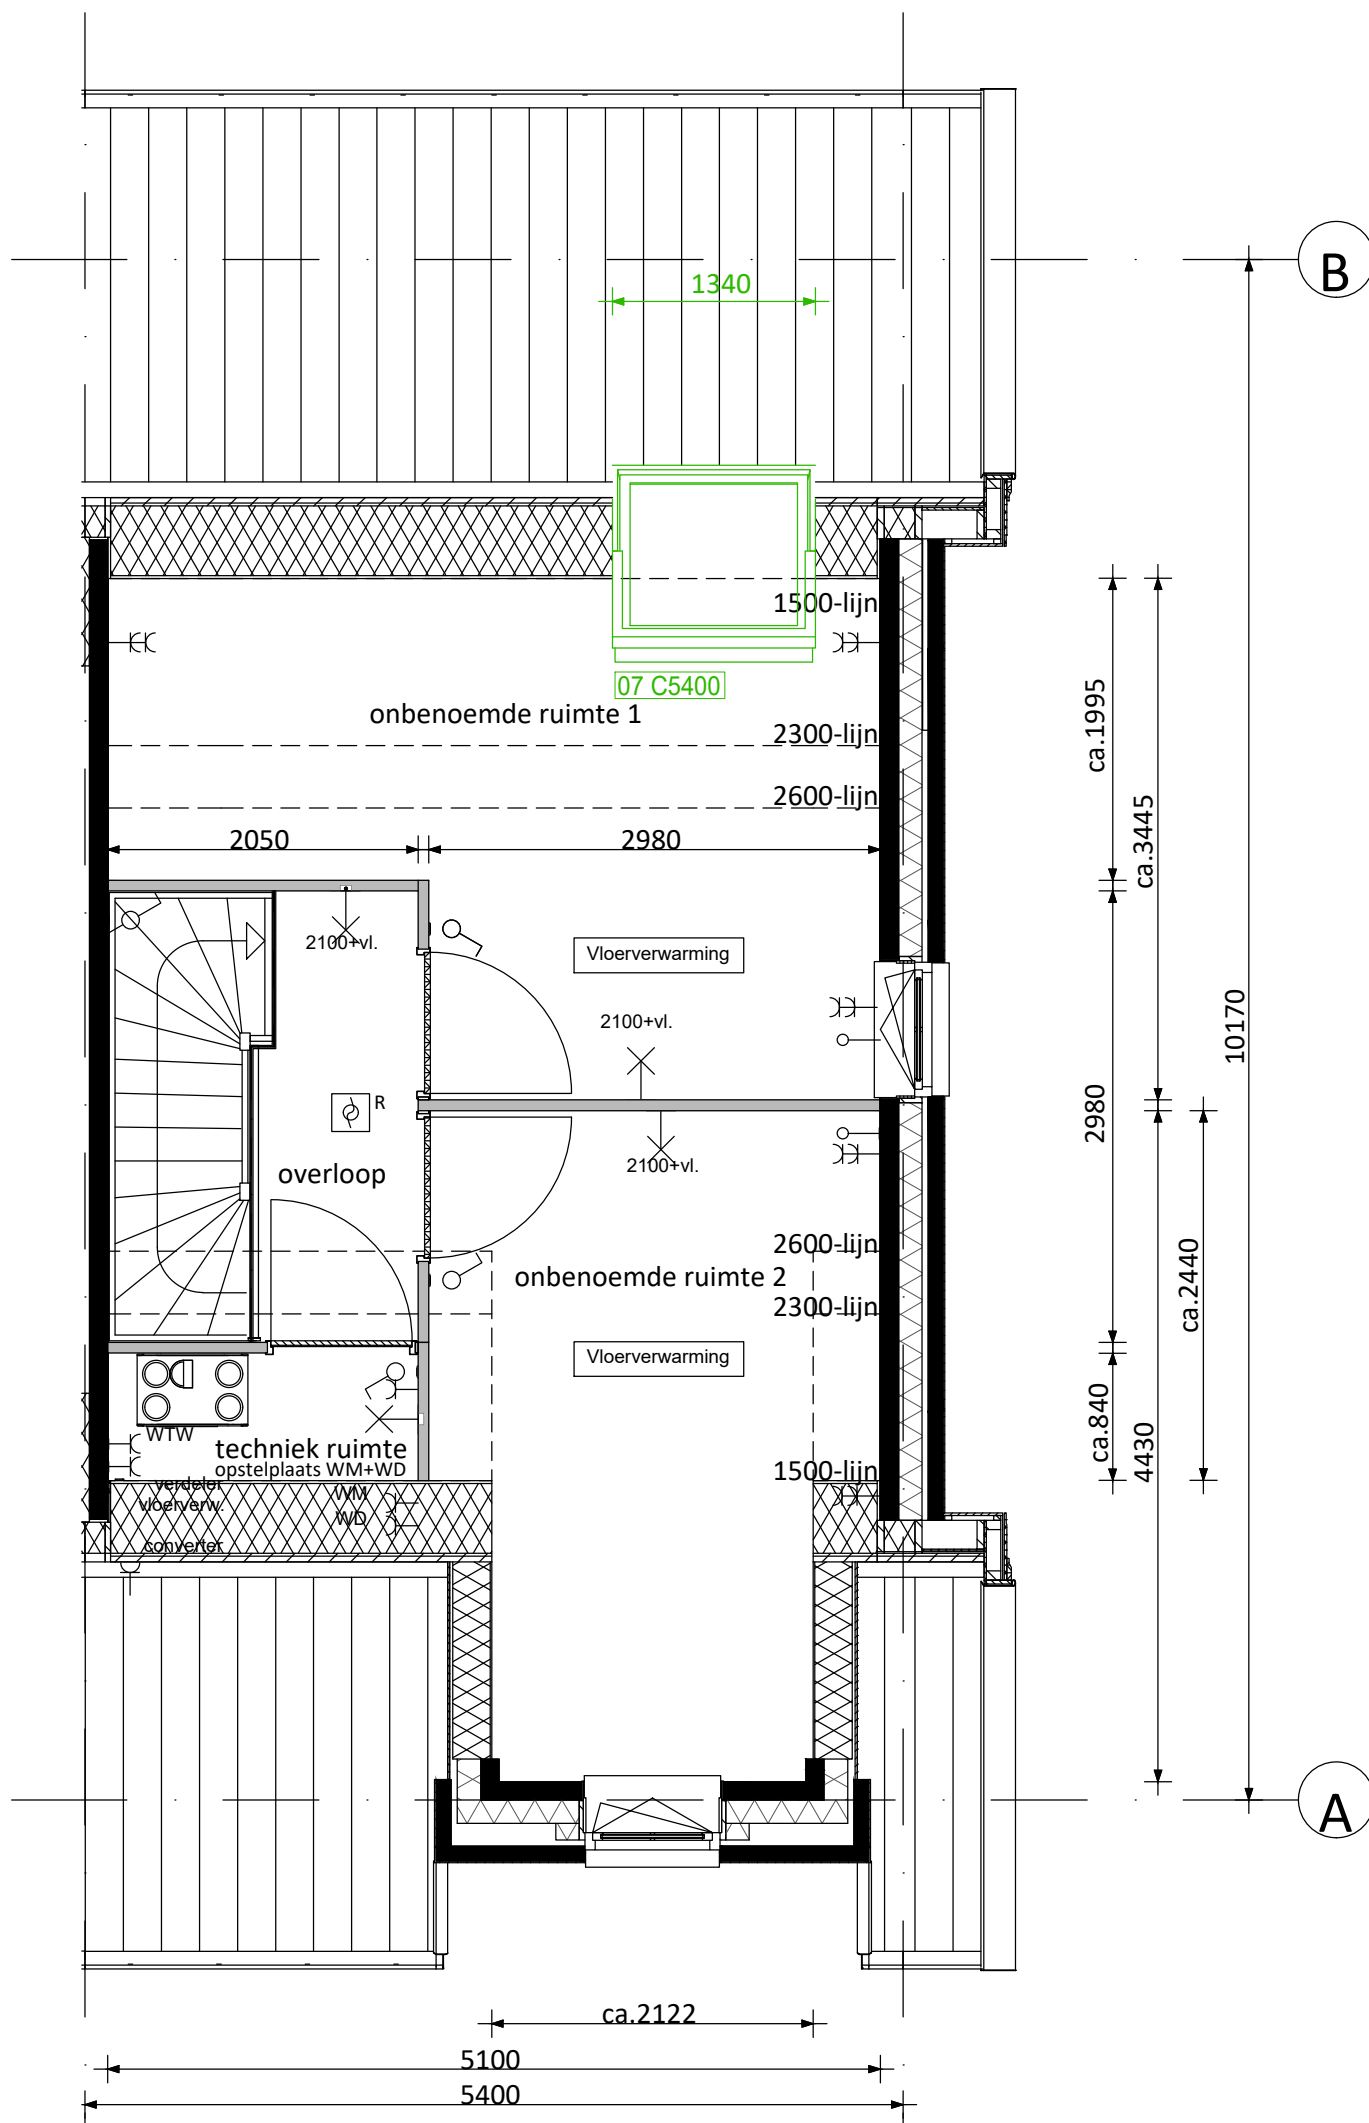 B
1340
1500-lijn
07 C5400
onbenoemde ruimte 1
2300-lijn
2600-lijn
2050
2980
ca.1995
ca.3445
2100+vl.
Vloerverwarming
2100+vl.
10170
R
2980
overloop
2100+vl.
2600-lijn
onbenoemde ruimte 2
2300-lijn
ca.2440
Vloerverwarming
ca.840
4430
WTW
techniek ruimte
opstelplaats WM+WD
1500-lijn
verdeler
vloerverw.
WM
WD
converter
A
ca.2122
5100
5400